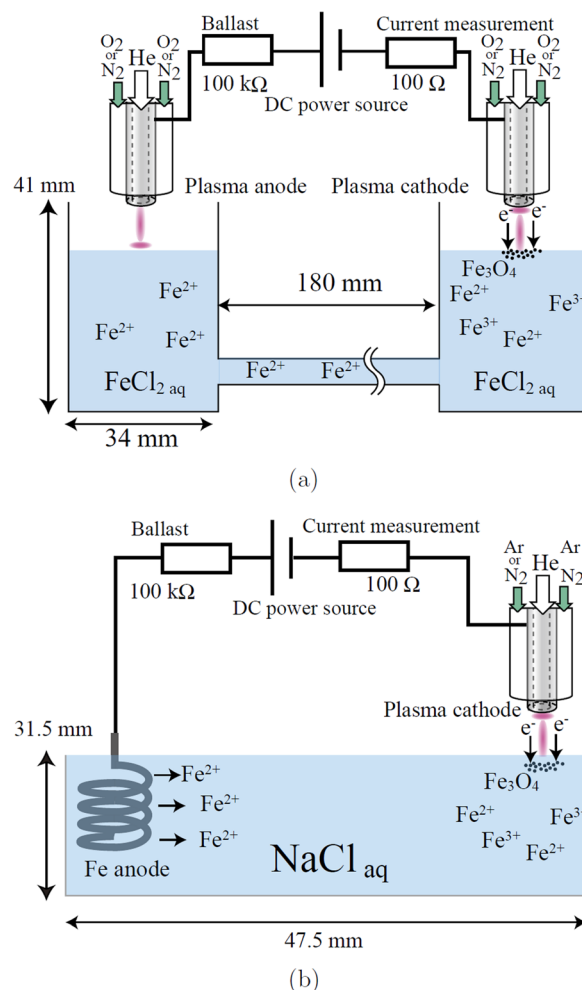 Ballast
Current measurement
O2
or
N2
He
O2
or
N2
100 kΩ
100 Ω
DC power source
O2
or
N2
He
O2
or
N2
41 mm
Plasma anode
Plasma cathode
e-
e-
Fe3O4
Fe2+
Fe2+
Fe2+
Fe2+
180 mm
Fe2+
Fe3+
Fe3+
Fe2+
Fe2+
Fe2+
FeCl2 aq
FeCl2 aq
34 mm
(a)
Ballast
Current measurement
100 kΩ
100 Ω
DC power source
Ar
or
N2
He
Ar
or
N2
Plasma cathode
e-
e-
31.5 mm
Fe2+
Fe2+
Fe2+
Fe3O4
Fe2+
Fe3+
Fe3+
Fe2+
Fe anode
NaCl aq
47.5 mm
(b)